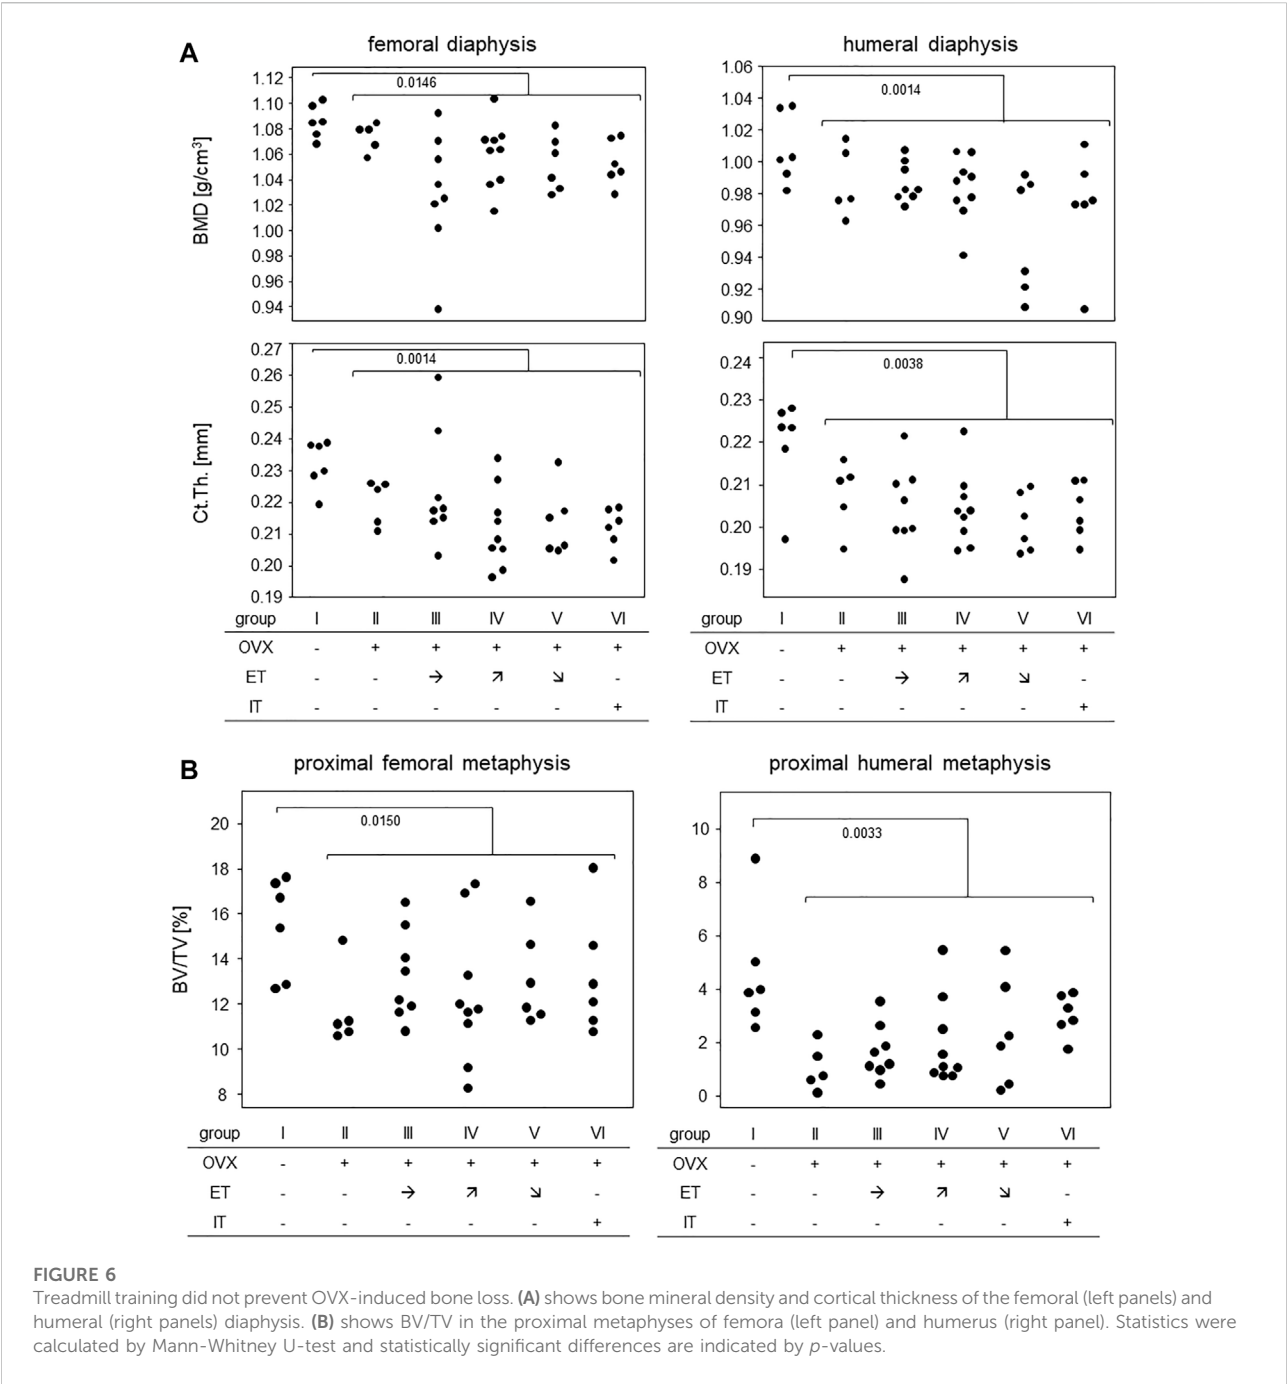 A
femoral diaphysis
humeral diaphysis
BMD [g/cm³]
1.12
1.10
1.08
1.06
1.04
1.02
1.00
0.98
0.96
0.94
0.0146
1.06
1.04
1.02
1.00
0.98
0.96
0.94
0.92
0.90
0.0014
Ct.Th. [mm]
0.27
0.26
0.25
0.24
0.23
0.22
0.21
0.20
0.19
0.0014
0.24
0.23
0.22
0.21
0.20
0.19
0.0038
group I II III IV V VI
OVX - + + + + +
ET - - → ↗ ↘ -
IT - - - - - +
group I II III IV V VI
OVX - + + + + +
ET - - → ↗ ↘ -
IT - - - - - +
B
proximal femoral metaphysis
proximal humeral metaphysis
BV/TV [%]
20
18
16
14
12
10
8
0.0150
10
8
6
4
2
0
0.0033
group I II III IV V VI
OVX - + + + + +
ET - - → ↗ ↘ -
IT - - - - - +
group I II III IV V VI
OVX - + + + + +
ET - - → ↗ ↘ -
IT - - - - - +
FIGURE 6
Treadmill training did not prevent OVX-induced bone loss. (A) shows bone mineral density and cortical thickness of the femoral (left panels) and
humeral (right panels) diaphysis. (B) shows BV/TV in the proximal metaphyses of femora (left panel) and humerus (right panel). Statistics were
calculated by Mann-Whitney U-test and statistically significant differences are indicated by p-values.